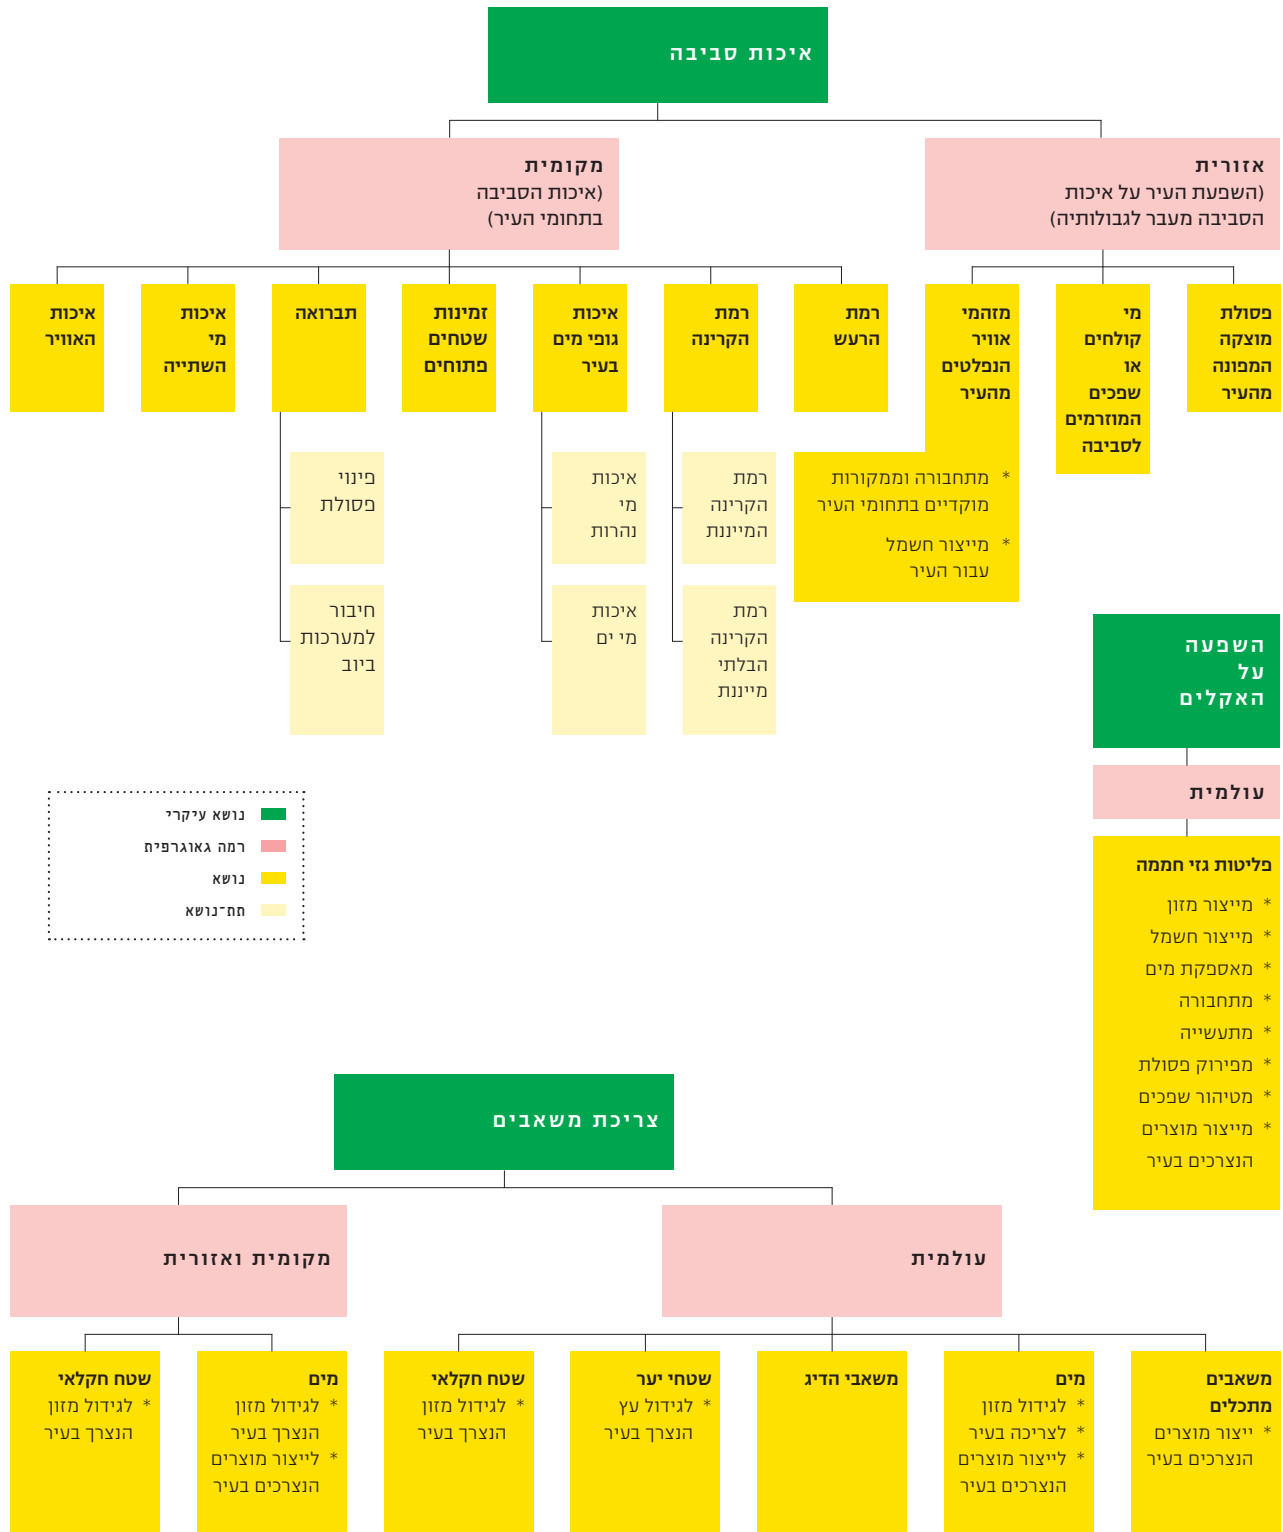 איכות סביבה
אזורית
(השפעת העיר על איכות
הסביבה מעבר לגבולותיה)
מקומית
(איכות הסביבה
בתחומי העיר)
פסולת
מוצקה
המפונה
מהעיר
מי
קולחים
או
שפכים
המוזרמים
לסביבה
מזהמי
אוויר
הנפלטים
מהעיר
* מתחבורה וממקורות
מוקדיים בתחומי העיר
* מייצור חשמל
עבור העיר
רמת
הרעש
רמת
הקרינה
רמת
הקרינה
המייננת
רמת
הקרינה
הבלתי
מייננת
איכות
גופי מים
בעיר
איכות
מי
נהרות
איכות
מי ים
זמינות
שטחים
פתוחים
תברואה
פינוי
פסולת
חיבור
למערכות
ביוב
איכות
מי
השתייה
איכות
האוויר
השפעה
על
האקלים
עולמית
פליטות גזי חממה
* מייצור מזון
* מייצור חשמל
* מאספקת מים
* מתחבורה
* מתעשייה
* מפירוק פסולת
* מטיהור שפכים
* מייצור מוצרים
הנצרכים בעיר
נושא עיקרי
רמה גאוגרפית
נושא
תת־נושא
צריכת משאבים
עולמית
מקומית ואזורית
משאבים
מתכלים
* ייצור מוצרים
הנצרכים בעיר
מים
* לגידול מזון
* לצריכה בעיר
* לייצור מוצרים
הנצרכים בעיר
משאבי הדיג
שטחי יער
* לגידול עץ
הנצרך בעיר
שטח חקלאי
* לגידול מזון
הנצרך בעיר
מים
* לגידול מזון
הנצרך בעיר
* לייצור מוצרים
הנצרכים בעיר
שטח חקלאי
* לגידול מזון
הנצרך בעיר